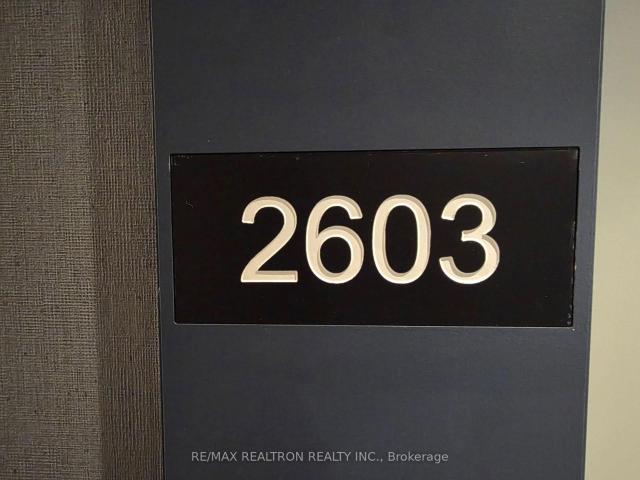 2603
RE/MAX REALTRON REALTY INC., Brokerage